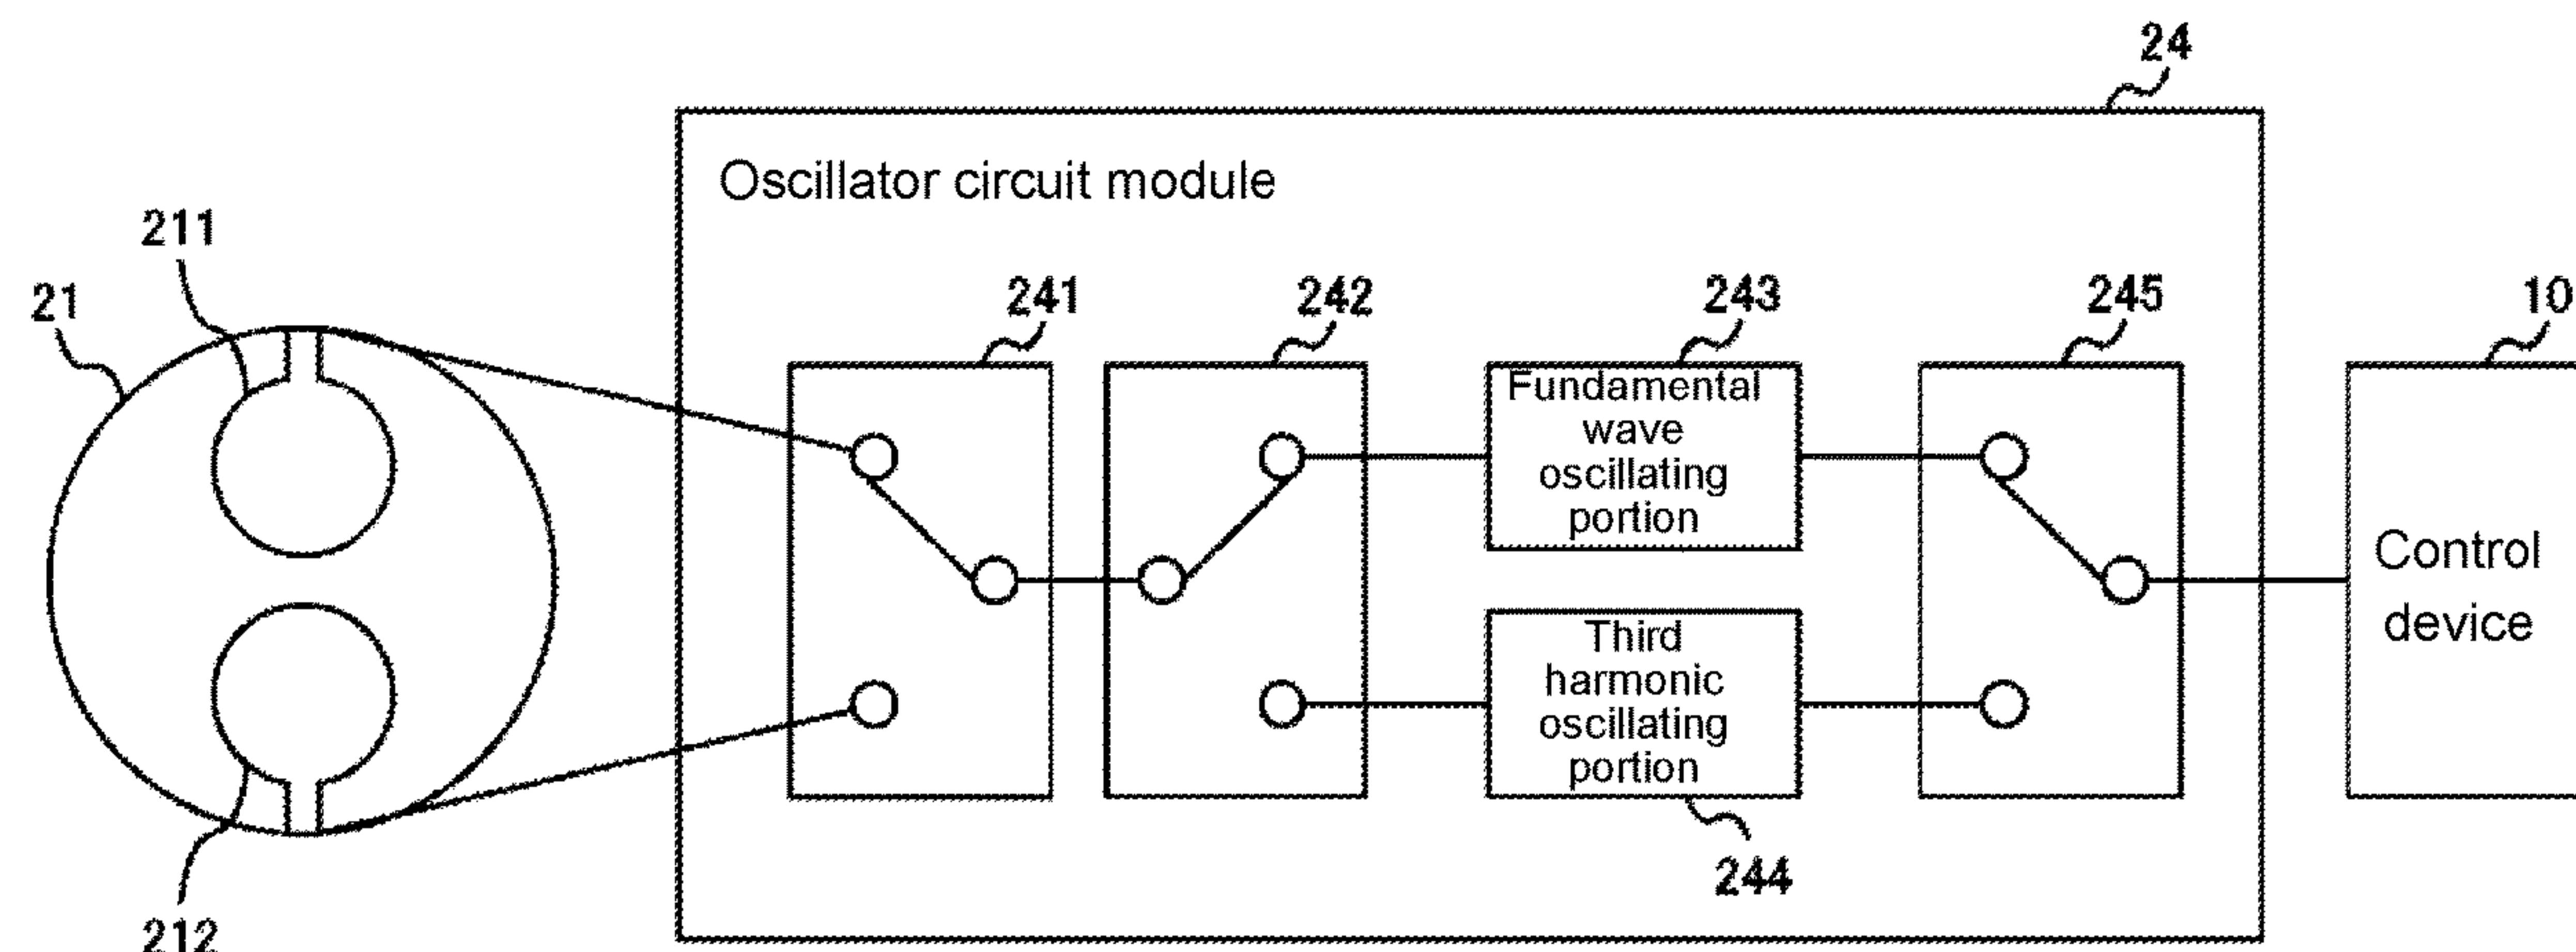 24
Oscillator circuit module
211
21
241
242
243
245
10
Fundamental
wave
oscillating
portion
Control
device
Third
harmonic
oscillating
portion
244
212